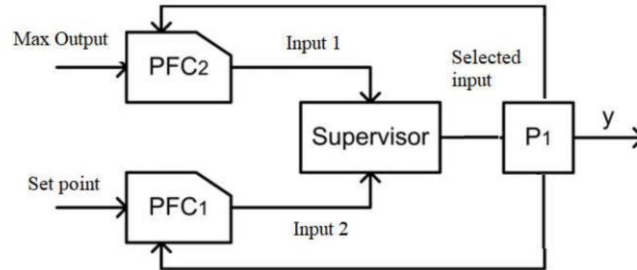 Max Output
PFC2
Input 1
Selected
input
Supervisor
P1
y
Set point
PFC1
Input 2